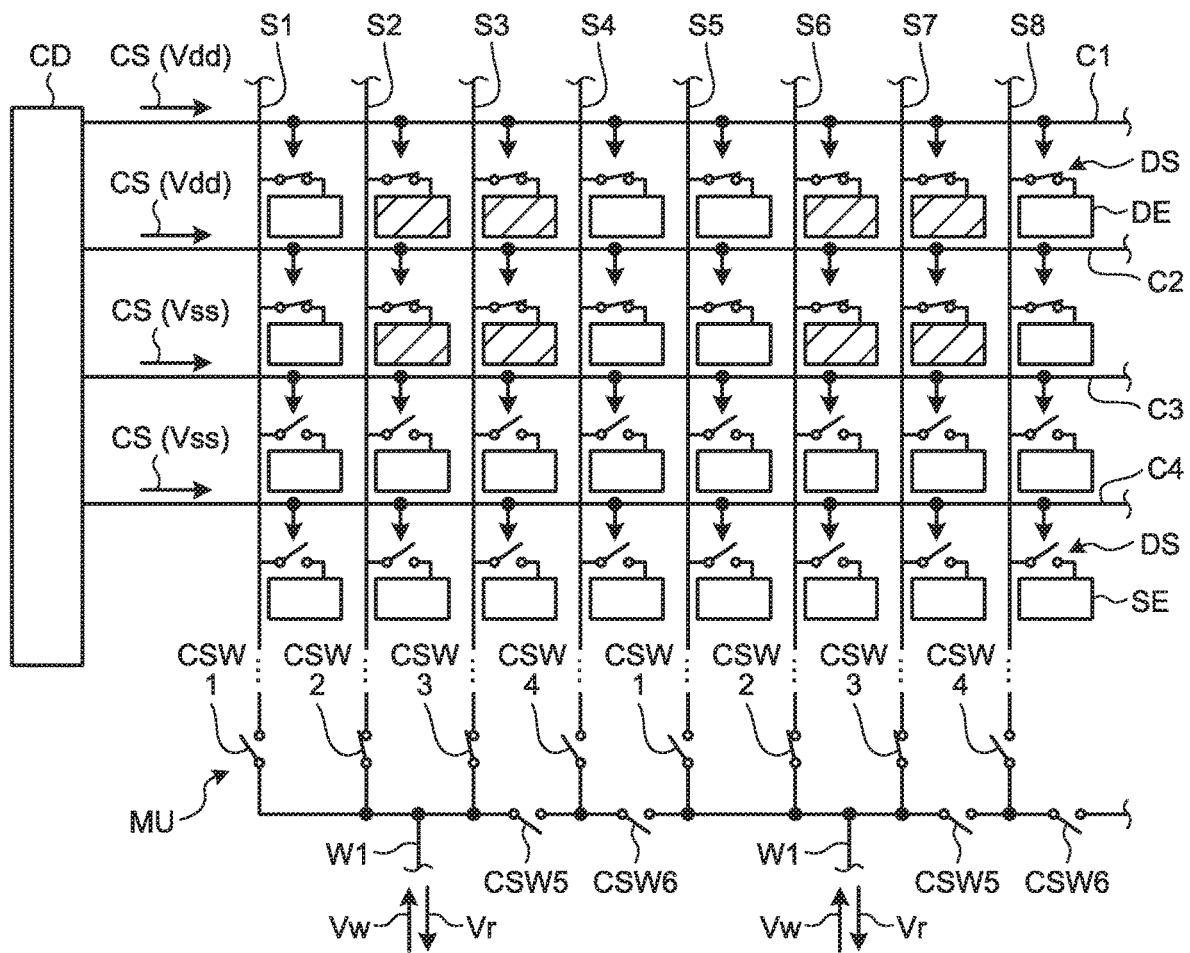 S1 S2 S3 S4 S5 S6 S7 S8
CD CS (Vdd) C1
CS (Vdd) DS
DE
C2
CS (Vss)
C3
CS (Vss)
C4
DS
SE
CSW CSW CSW CSW CSW CSW CSW CSW
1 2 3 4 1 2 3 4
MU
W1 CSW5 CSW6 W1 CSW5 CSW6
Vw Vr Vw Vr